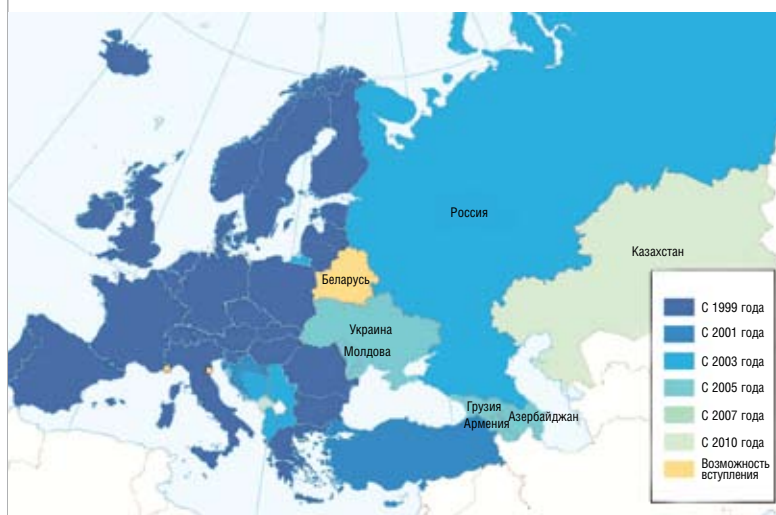 Россия
Казахстан
Беларусь
Украина
Молдова
Грузия
Азербайджан
Армения
С 1999 года
С 2001 года
С 2003 года
С 2005 года
С 2007 года
С 2010 года
Возможность
вступления